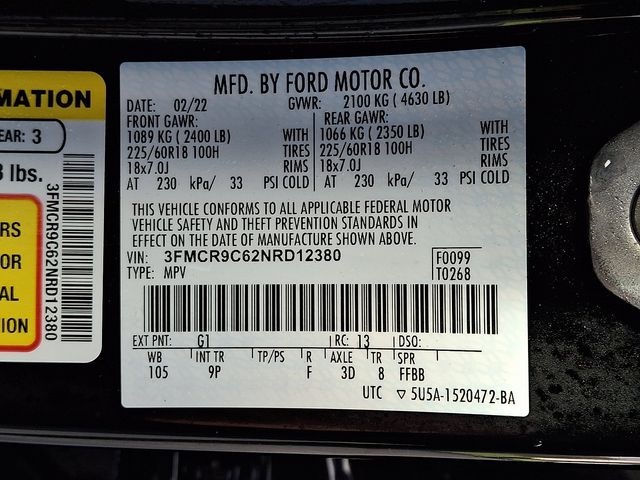 MATION
EAR: 3
lbs.
3FMCR9C62NRD12380
RS
OR
AL
ION
MFD. BY FORD MOTOR CO.
DATE: 02/22 GVWR: 2100 KG ( 4630 LB)
FRONT GAWR: REAR GAWR:
1089 KG ( 2400 LB) WITH 1066 KG ( 2350 LB) WITH
225/60R18 100H TIRES 225/60R18 100H TIRES
18x7.0J RIMS 18x7.0J RIMS
AT 230 kPa/ 33 PSI COLD AT 230 kPa/ 33 PSI COLD
THIS VEHICLE CONFORMS TO ALL APPLICABLE FEDERAL MOTOR
VEHICLE SAFETY AND THEFT PREVENTION STANDARDS IN
EFFECT ON THE DATE OF MANUFACTURE SHOWN ABOVE.
VIN: 3FMCR9C62NRD12380 F0099
TYPE: MPV T0268
EXT PNT: G1 RC: 13 DSO:
WB INT TR TP/PS R AXLE TR SPR
105 9P F 3D 8 FFBB
UTC ▽ 5U5A-1520472-BA